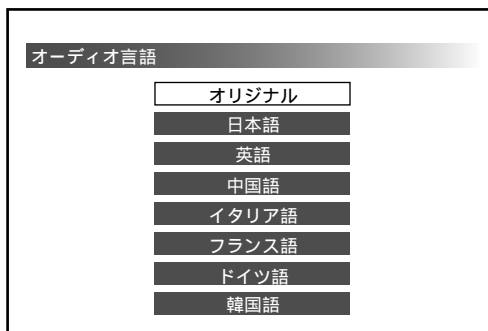 オーディオ言語
オリジナル
日本語
英語
中国語
イタリア語
フランス語
ドイツ語
韓国語